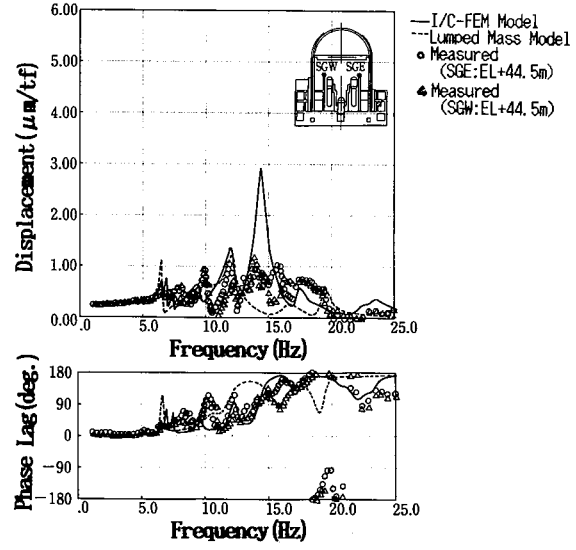 6.00
5.00
4.00
3.00
2.00
1.00
0.00
Displacement(μm/tf)
.0 5.0 10.0 15.0 20.0 25.0
Frequency(Hz)
SGW SGE
I/C-FEM Model
Lumped Mass Model
Measured
(SGE:EL+44.5m)
Measured
(SGW:EL+44.5m)
180
90
0
-90
-180
Phase Lag(deg.)
.0 5.0 10.0 15.0 20.0 25.0
Frequency(Hz)